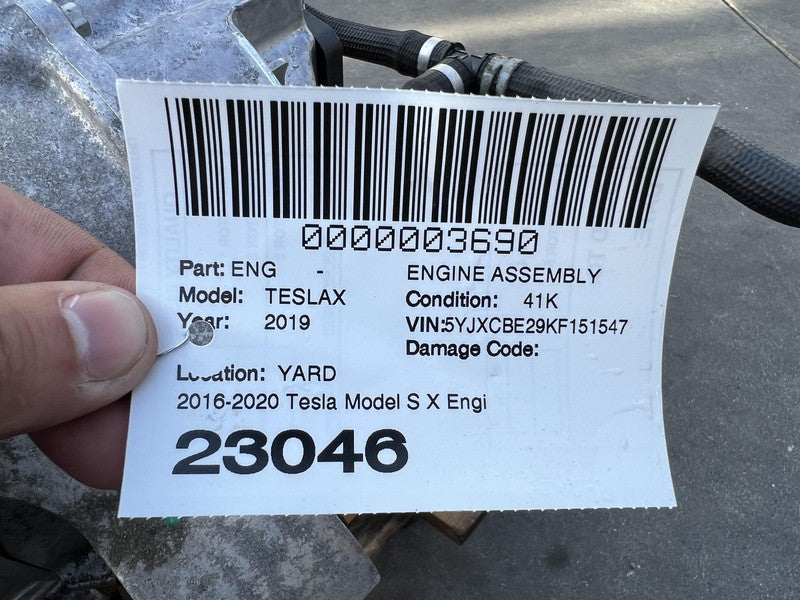 0000003690
Part: ENG - ENGINE ASSEMBLY
Model: TESLAX Condition: 41K
Year: 2019 VIN:5YJXCBE29KF151547
Damage Code:
Location: YARD
2016-2020 Tesla Model S X Engi
23046